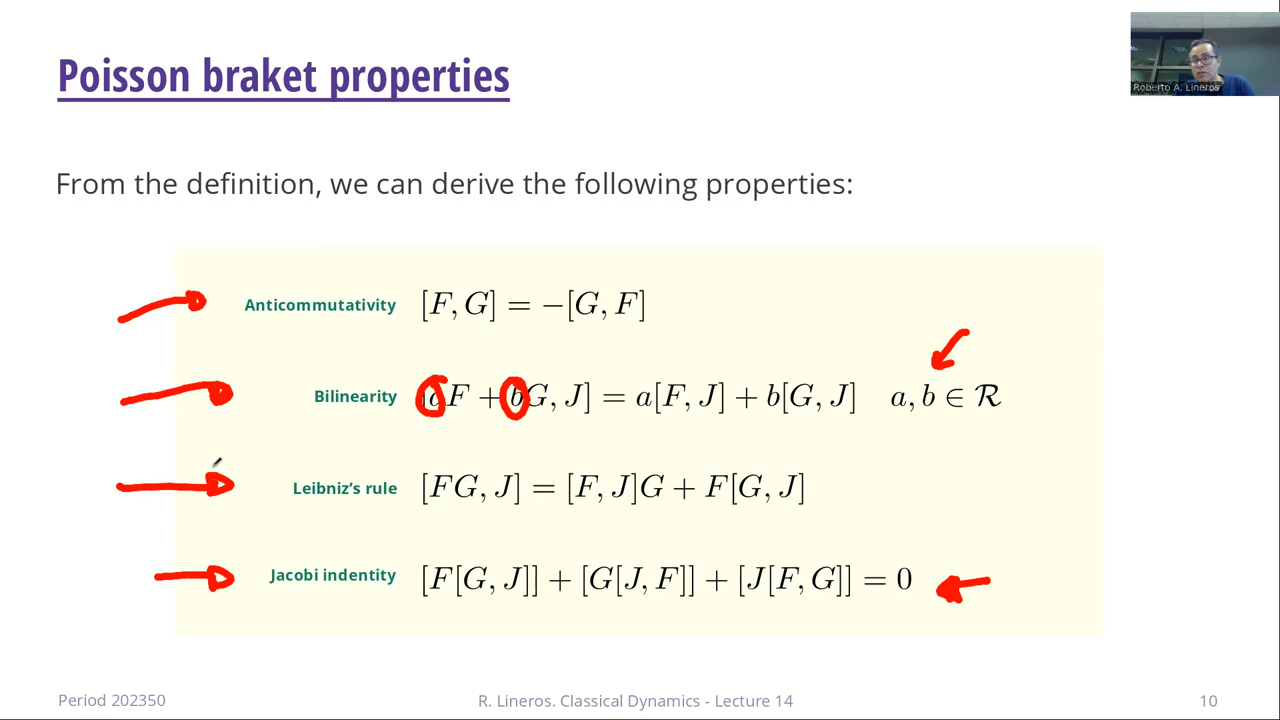 Poisson braket properties
Roberto A. Lineros
From the definition, we can derive the following properties:
Anticommutativity [F, G] = −[G, F]
Bilinearity [aF + bG, J] = a[F, J] + b[G, J] a, b ∈ ℛ
Leibniz’s rule [FG, J] = [F, J]G + F[G, J]
Jacobi indentity [F[G, J]] + [G[J, F]] + [J[F, G]] = 0
Period 202350 R. Lineros. Classical Dynamics - Lecture 14 10